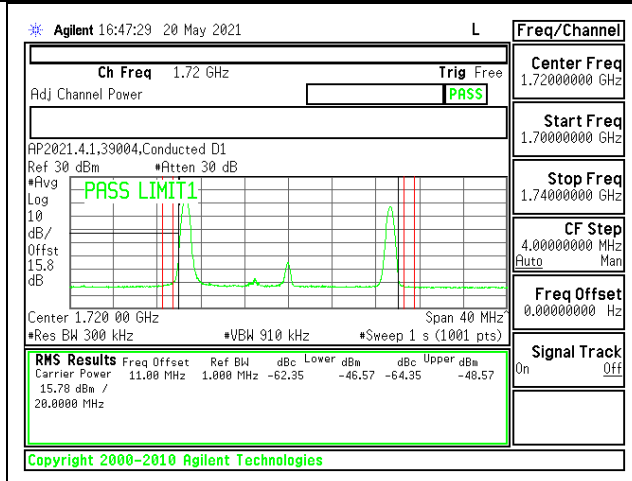 Agilent 16:47:29 20 May 2021 L Freq/Channel
Ch Freq 1.72 GHz Trig Free
Adj Channel Power PASS
Center Freq
1.72000000 GHz
Start Freq
1.70000000 GHz
AP2021.4.1,39004,Conducted D1
Ref 30 dBm #Atten 30 dB
#Avg
Log
10
dB/
Offst
15.8
dB
PASS LIMIT1
Stop Freq
1.74000000 GHz
CF Step
4.00000000 MHz
Auto Man
Freq Offset
0.00000000 Hz
Center 1.720 00 GHz Span 40 MHz
#Res BW 300 kHz #VBW 910 kHz #Sweep 1 s (1001 pts)
Signal Track
On Off
RMS Results Freq Offset Ref BW dBc Lower dBm dBc Upper dBm
Carrier Power 11.00 MHz 1.000 MHz -62.35 -46.57 -64.35 -48.57
15.78 dBm /
20.0000 MHz
Copyright 2000-2010 Agilent Technologies